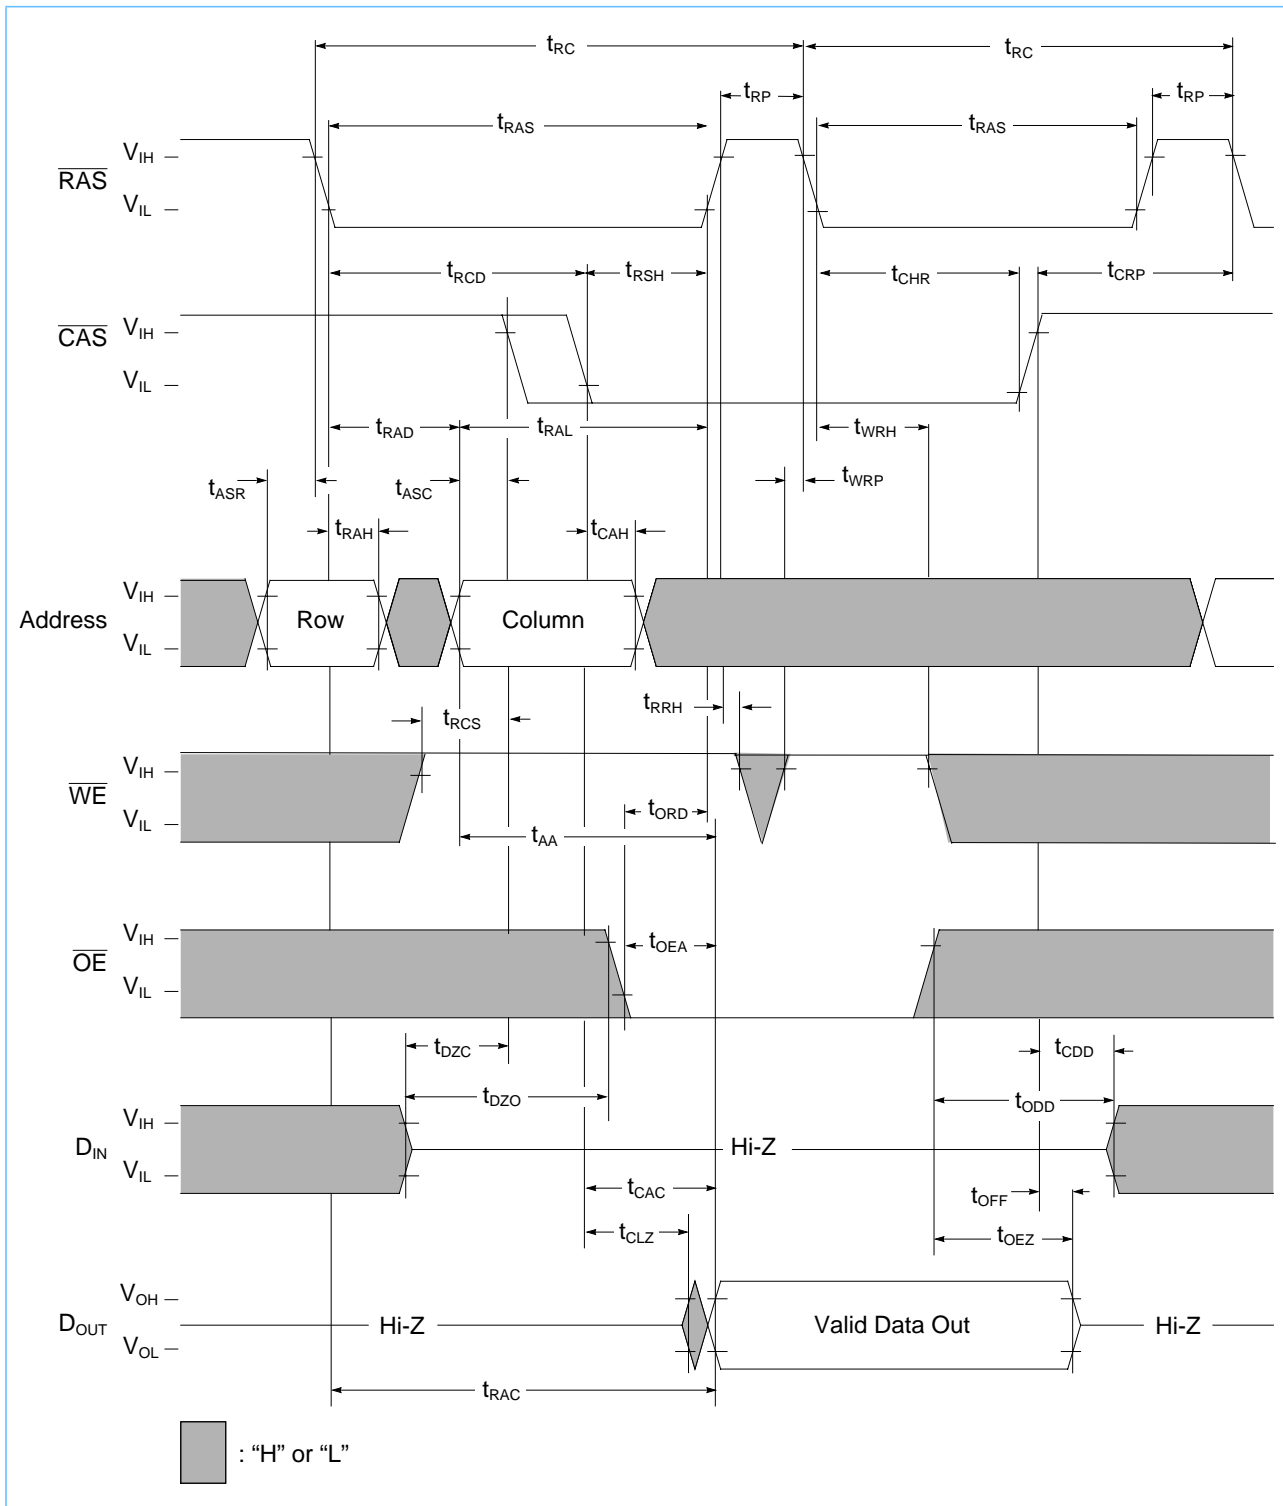 tRC tRC
tRP tRP
tRAS tRAS
RAS VIH
VIL
tRCD tRSH tCHR tCRP
CAS VIH
VIL
tRAD tRAL tWRH
tASR tASC tWRP
tRAH tCAH
Address VIH
Row Column
VIL
tRCS tRRH
WE VIH
VIL
tORD
tAA
OE VIH
tOEA
VIL
tDZC tCDD
tDZO tODD
DIN VIH
Hi-Z
VIL
tCAC tOFF
tCLZ tOEZ
DOUT VOH
Hi-Z Valid Data Out Hi-Z
VOL
tRAC
: “H” or “L”